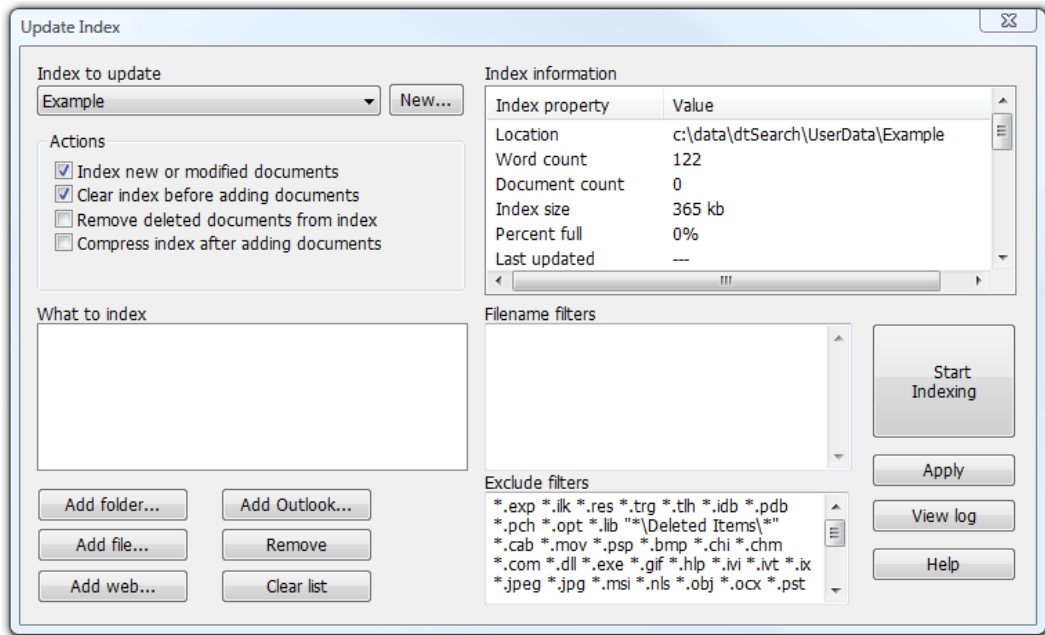 Update Index
Index to update
Example
New...
Actions
Index new or modified documents
Clear index before adding documents
Remove deleted documents from index
Compress index after adding documents
Index information
Index property Value
Location c:\data\dtSearch\UserData\Example
Word count 122
Document count 0
Index size 365 kb
Percent full 0%
Last updated ---
What to index
Add folder... Add Outlook...
Add file... Remove
Add web... Clear list
Filename filters
Exclude filters
*.exp *.ilk *.res *.trg *.tlh *.idb *.pdb
*.pch *.opt *.lib "*\Deleted Items\*"
*.cab *.mov *.psp *.bmp *.chi *.chm
*.com *.dll *.exe *.gif *.hlp *.ivi *.ivt *.ix
*.jpeg *.jpg *.msi *.nls *.obj *.ocx *.pst
Start
Indexing
Apply
View log
Help